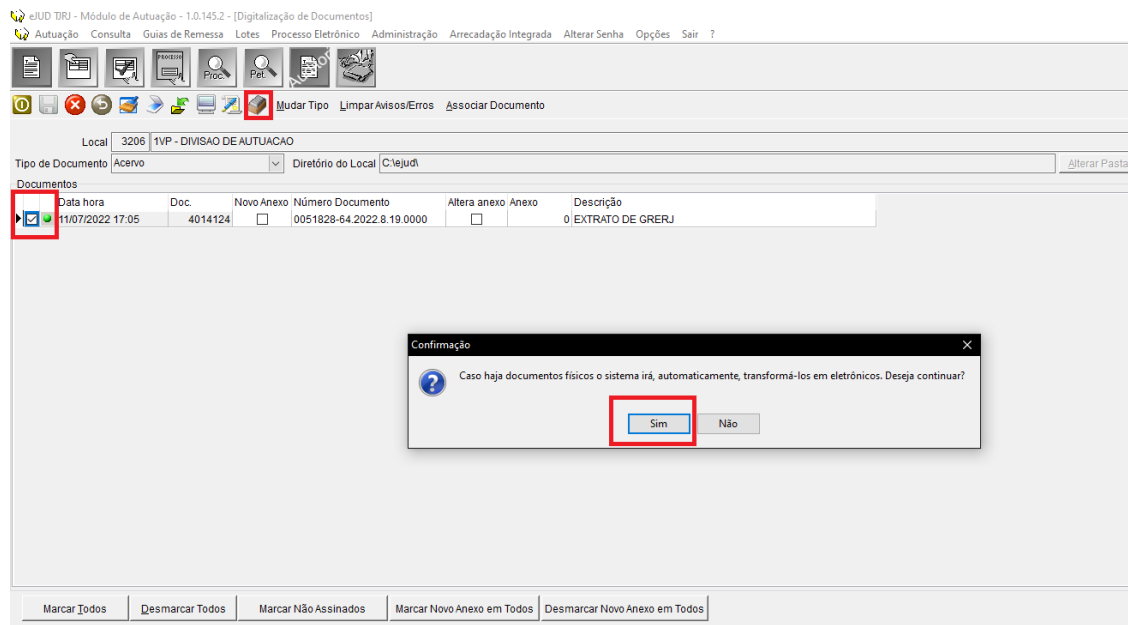 eJUD TJRJ - Módulo de Autuação - 1.0.145.2 - [Digitalização de Documentos]
Autuação Consulta Guias de Remessa Lotes Processo Eletrônico Administração Arrecadação Integrada Alterar Senha Opções Sair ?
PROCESSO
Proc. Pet.
Mudar Tipo Limpar Avisos/Erros Associar Documento
Local 3206 1VP - DIVISAO DE AUTUACAO
Tipo de Documento Acervo Diretório do Local C:\ejud\ Alterar Pasta
Documentos
Data hora Doc. Novo Anexo Número Documento Altera anexo Anexo Descrição
11/07/2022 17:05 4014124 0051828-64.2022.8.19.0000 0 EXTRATO DE GRERJ
Confirmação
Caso haja documentos físicos o sistema irá, automaticamente, transformá-los em eletrônicos. Deseja continuar?
Sim Não
Marcar Todos Desmarcar Todos Marcar Não Assinados Marcar Novo Anexo em Todos Desmarcar Novo Anexo em Todos